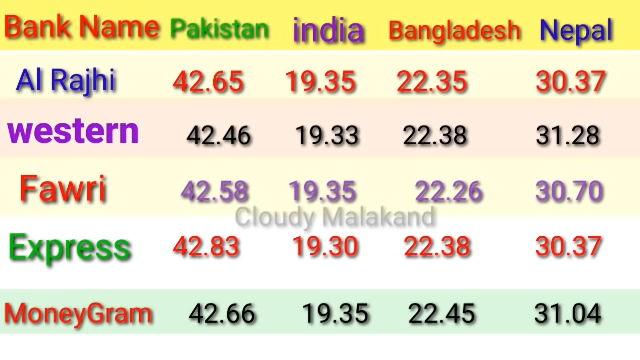 Bank Name Pakistan india Bangladesh Nepal
Al Rajhi 42.65 19.35 22.35 30.37
western 42.46 19.33 22.38 31.28
Fawri 42.58 19.35 22.26 30.70
Cloudy Malakand
Express 42.83 19.30 22.38 30.37
MoneyGram 42.66 19.35 22.45 31.04